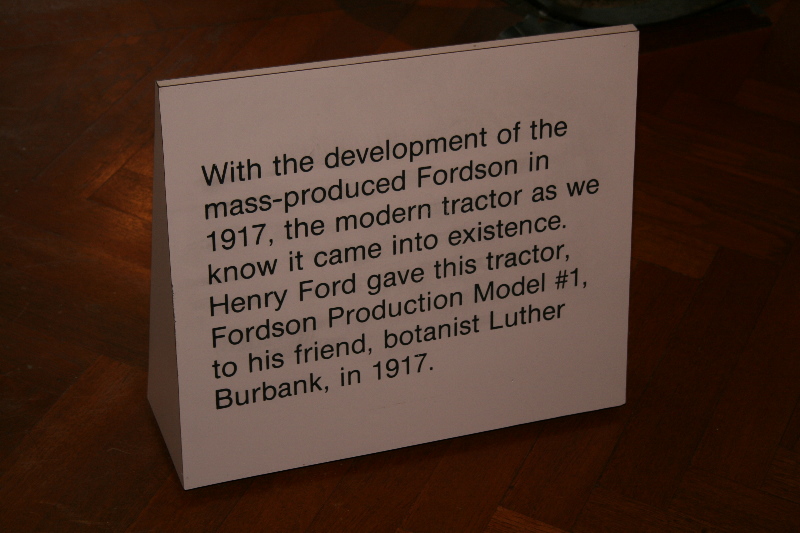 With the development of the
mass-produced Fordson in
1917, the modern tractor as we
know it came into existence.
Henry Ford gave this tractor,
Fordson Production Model #1,
to his friend, botanist Luther
Burbank, in 1917.